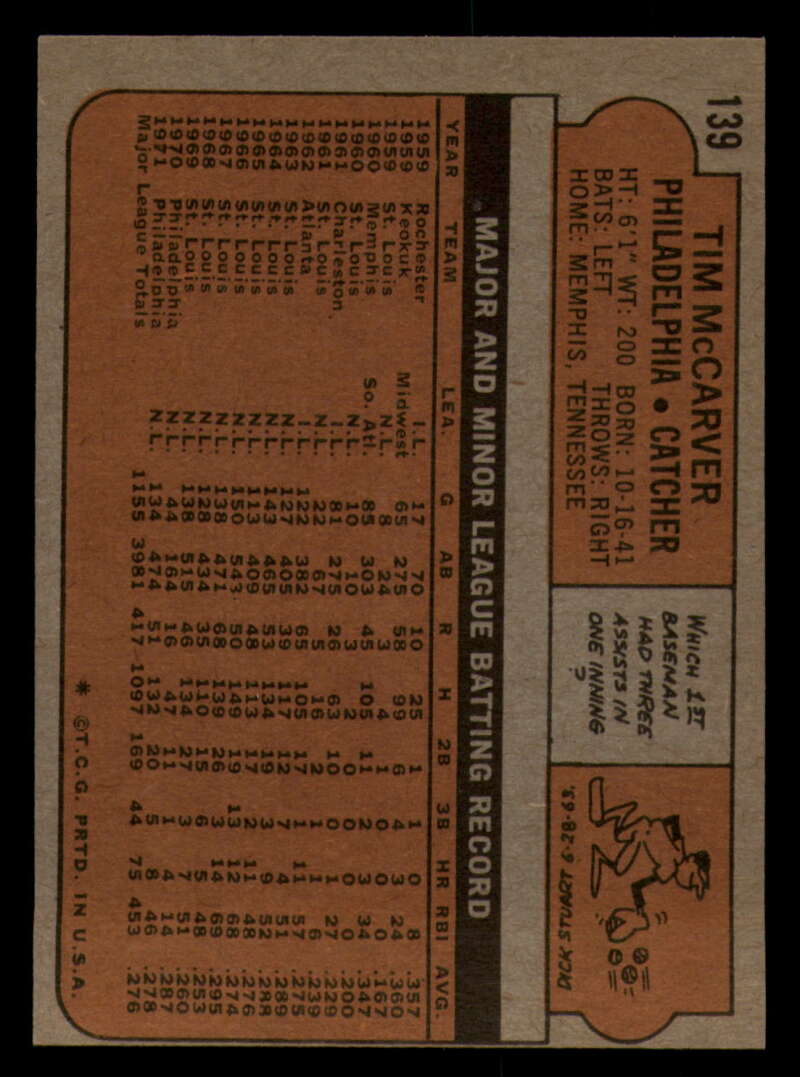 139
TIM McCARVER
PHILADELPHIA • CATCHER
HT: 6'1" WT: 200 BORN: 10-16-41
BATS: LEFT THROWS: RIGHT
HOME: MEMPHIS, TENNESSEE
WHICH 1ST
BASEMAN
HAD THREE
ASSISTS IN
ONE INNING
?
DICK STUART 6-28-63.
MAJOR AND MINOR LEAGUE BATTING RECORD
YEAR TEAM LEA. G AB R H 2B 3B HR RBI AVG.
1959 Rochester I.L. 17 70 10 25 1 1 0 8 .357
1959 Keokuk Midwest 65 275 58 99 6 4 3 24 .360
1959 St. Louis N.L. 8 24 3 4 1 0 0 0 .167
1960 Memphis So. Atl. 85 303 45 105 11 2 3 34 .347
1960 St. Louis N.L. 10 10 3 2 0 0 0 0 .200
1961 Charleston I.L. 81 275 26 63 10 0 1 27 .229
1961 St. Louis N.L. 22 67 5 16 2 1 1 6 .239
1962 Atlanta I.L. 122 382 65 105 17 1 11 57 .275
1963 St. Louis N.L. 127 405 39 117 12 7 4 51 .289
1964 St. Louis N.L. 143 465 53 134 19 3 9 52 .288
1965 St. Louis N.L. 113 409 48 113 17 2 11 48 .276
1966 St. Louis N.L. 150 543 50 149 19 13 12 68 .274
1967 St. Louis N.L. 138 471 68 139 26 3 14 69 .295
1968 St. Louis N.L. 128 434 35 110 15 6 5 48 .253
1969 St. Louis N.L. 138 515 46 134 27 3 7 51 .260
1970 Philadelphia N.L. 44 164 16 47 11 1 4 14 .287
1971 Philadelphia N.L. 134 474 51 132 20 5 8 46 .278
Major League Totals 1155 3981 417 1097 169 44 75 453 .276
* ©T.C.G. PRTD. IN U.S.A.